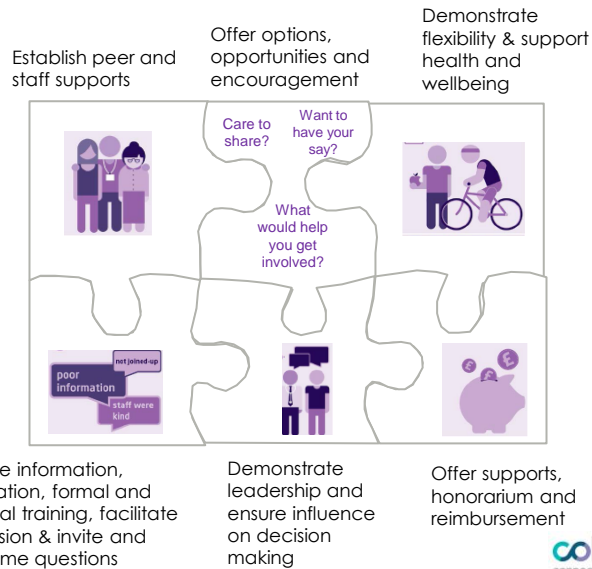 Establish peer and
staff supports
Offer options,
opportunities and
encouragement
Demonstrate
flexibility & support
health and
wellbeing
Care to
share?
Want to
have your
say?
What
would help
you get
involved?
not joined-up
poor
information
staff were
kind
£
£
£
e information,
ation, formal and
al training, facilitate
sion & invite and
me questions
Demonstrate
leadership and
ensure influence
on decision
making
Offer supports,
honorarium and
reimbursement
co